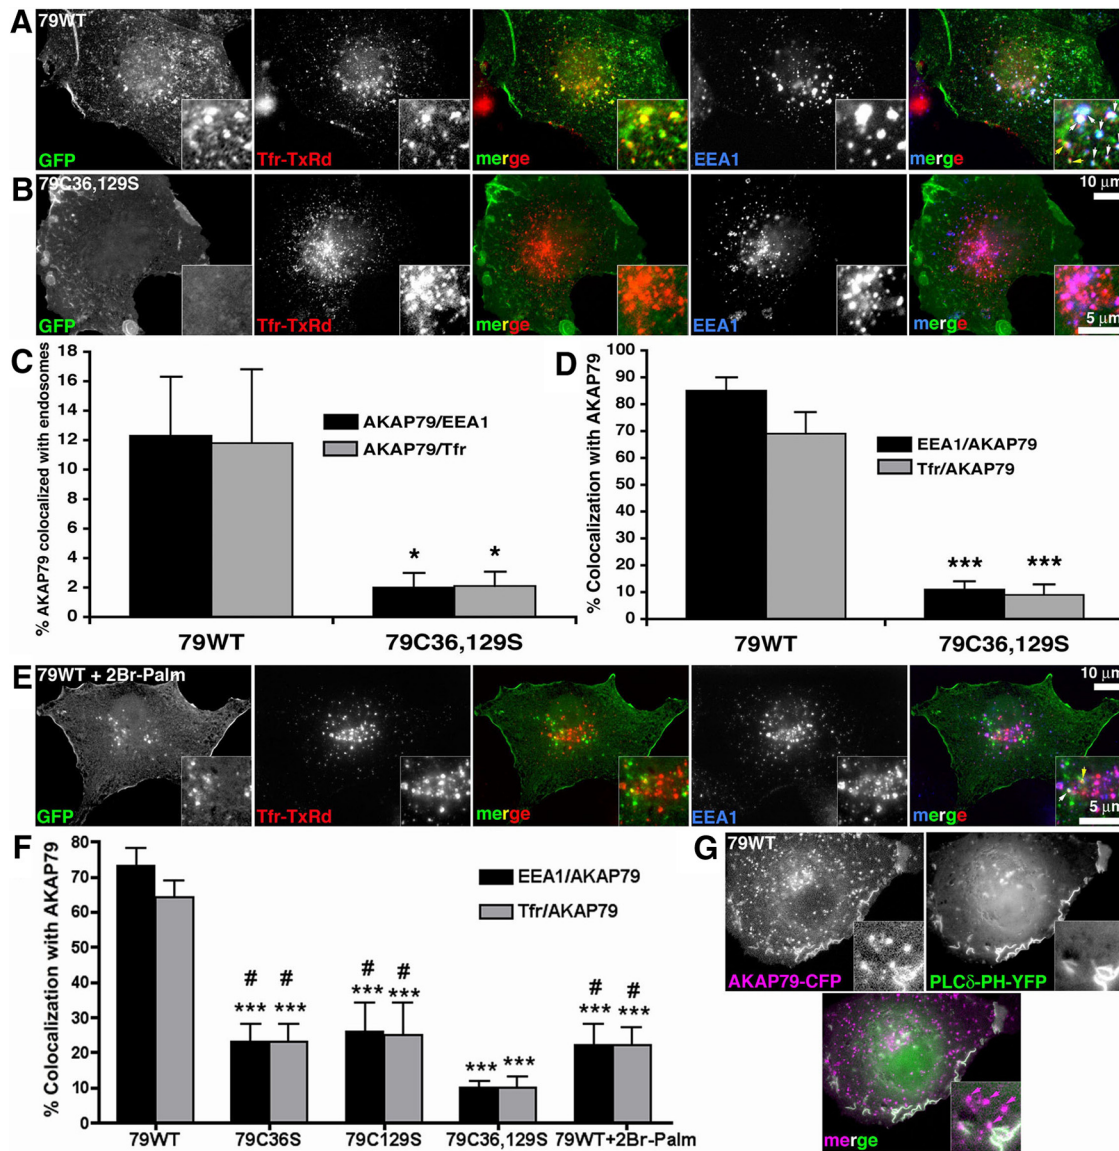 A
79WT
GFP
Tfr-TxRd
merge
EEA1
merge
B
79C36,129S
10 μm
GFP
Tfr-TxRd
merge
EEA1
merge
5 μm
C
% AKAP79 colocalized with endosomes
18
16
14
12
10
8
6
4
2
0
AKAP79/EEA1
AKAP79/Tfr
*
*
79WT
79C36,129S
D
% Colocalization with AKAP79
100
90
80
70
60
50
40
30
20
10
0
EEA1/AKAP79
Tfr/AKAP79
***
***
79WT
79C36,129S
E
79WT + 2Br-Palm
10 μm
GFP
Tfr-TxRd
merge
EEA1
merge
5 μm
F
% Colocalization with AKAP79
80
70
60
50
40
30
20
10
0
EEA1/AKAP79
Tfr/AKAP79
# #
*** ***
# #
*** ***
*** ***
# #
*** ***
79WT
79C36S
79C129S
79C36,129S
79WT+2Br-Palm
G
79WT
AKAP79-CFP
PLCδ-PH-YFP
merge